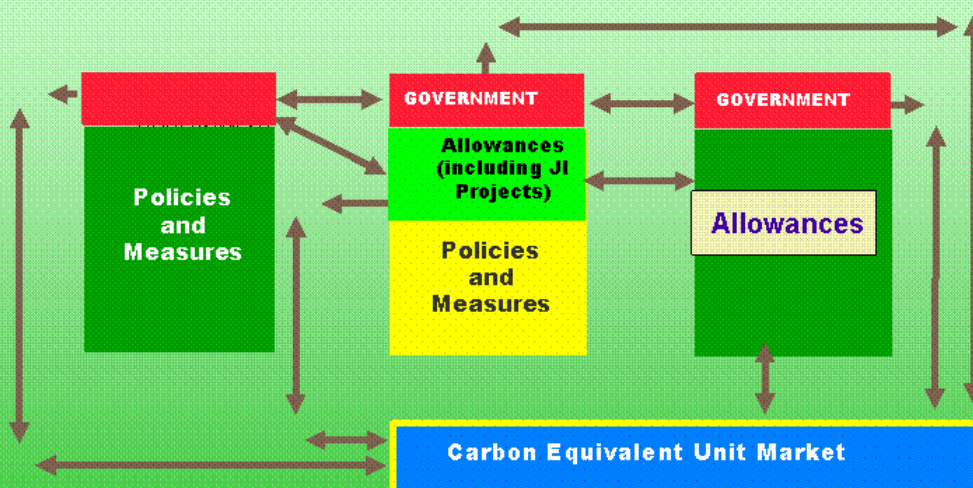 GOVERNMENT
GOVERNMENT
Policies
and
Measures
Allowances
(including JI
Projects)
Policies
and
Measures
Allowances
Carbon Equivalent Unit Market